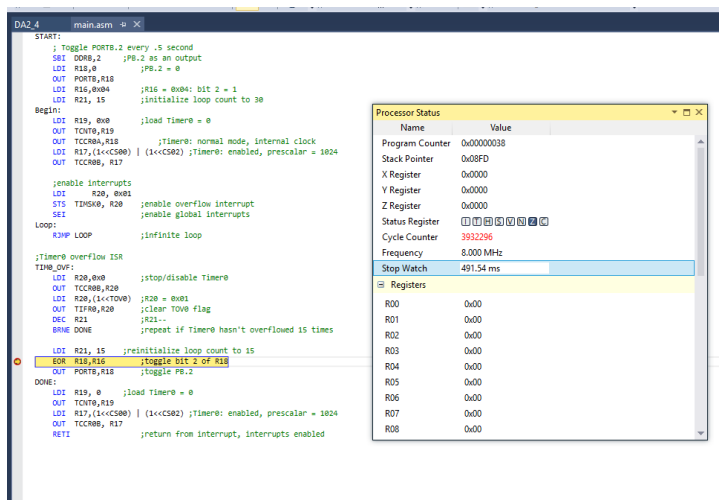 DA2_4 main.asm
START:
; Toggle PORTB.2 every .5 second
SBI DDRB,2 ;PB.2 as an output
LDI R18,0 ;PB.2 = 0
OUT PORTB,R18
LDI R16,0x04 ;R16 = 0x04: bit 2 = 1
LDI R21, 15 ;initialize loop count to 30
Begin:
LDI R19, 0x0 ;load Timer0 = 0
OUT TCNT0,R19
OUT TCCR0A,R18 ;Timer0: normal mode, internal clock
LDI R17,(1<<CS00) | (1<<CS02) ;Timer0: enabled, prescalar = 1024
OUT TCCR0B, R17
;enable interrupts
LDI R20, 0x01
STS TIMSK0, R20 ;enable overflow interrupt
SEI ;enable global interrupts
Loop:
RJMP LOOP ;infinite loop
;Timer0 overflow ISR
TIM0_OVF:
LDI R20,0x0 ;stop/disable Timer0
OUT TCCR0B,R20
LDI R20,(1<<TOV0) ;R20 = 0x01
OUT TIFR0,R20 ;clear TOV0 flag
DEC R21 ;R21--
BRNE DONE ;repeat if Timer0 hasn't overflowed 15 times
LDI R21, 15 ;reinitialize loop count to 15
EOR R18,R16 ;toggle bit 2 of R18
OUT PORTB,R18 ;toggle PB.2
DONE:
LDI R19, 0 ;load Timer0 = 0
OUT TCNT0,R19
LDI R17,(1<<CS00) | (1<<CS02) ;Timer0: enabled, prescalar = 1024
OUT TCCR0B, R17
RETI ;return from interrupt, interrupts enabled
Processor Status
Name Value
Program Counter 0x00000038
Stack Pointer 0x08FD
X Register 0x0000
Y Register 0x0000
Z Register 0x0000
Status Register I T H S V N Z C
Cycle Counter 3932296
Frequency 8.000 MHz
Stop Watch 491.54 ms
Registers
R00 0x00
R01 0x00
R02 0x00
R03 0x00
R04 0x00
R05 0x00
R06 0x00
R07 0x00
R08 0x00